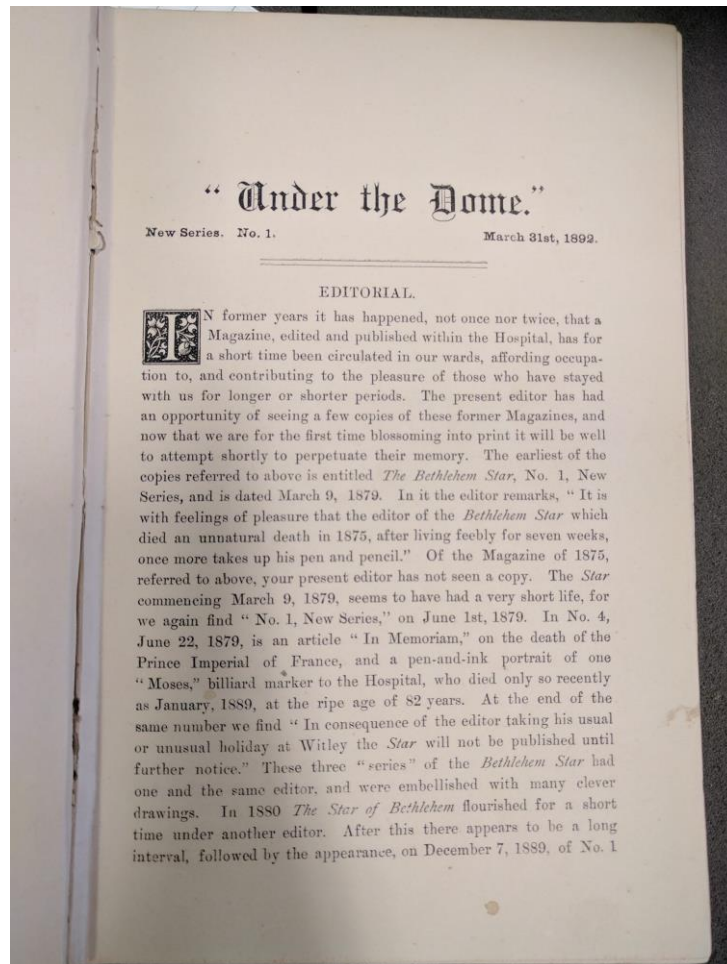 “ Under the Dome.”
New Series. No. 1. March 31st, 1892.
EDITORIAL.
IN former years it has happened, not once nor twice, that a
Magazine, edited and published within the Hospital, has for
a short time been circulated in our wards, affording occupa-
tion to, and contributing to the pleasure of those who have stayed
with us for longer or shorter periods. The present editor has had
an opportunity of seeing a few copies of these former Magazines, and
now that we are for the first time blossoming into print it will be well
to attempt shortly to perpetuate their memory. The earliest of the
copies referred to above is entitled The Bethlehem Star, No. 1, New
Series, and is dated March 9, 1879. In it the editor remarks, “ It is
with feelings of pleasure that the editor of the Bethlehem Star which
died an unnatural death in 1875, after living feebly for seven weeks,
once more takes up his pen and pencil.” Of the Magazine of 1875,
referred to above, your present editor has not seen a copy. The Star
commencing March 9, 1879, seems to have had a very short life, for
we again find “ No. 1, New Series,” on June 1st, 1879. In No. 4,
June 22, 1879, is an article “ In Memoriam,” on the death of the
Prince Imperial of France, and a pen-and-ink portrait of one
“ Moses,” billiard marker to the Hospital, who died only so recently
as January, 1889, at the ripe age of 82 years. At the end of the
same number we find “ In consequence of the editor taking his usual
or unusual holiday at Witley the Star will not be published until
further notice.” These three “series” of the Bethlehem Star had
one and the same editor, and were embellished with many clever
drawings. In 1880 The Star of Bethlehem flourished for a short
time under another editor. After this there appears to be a long
interval, followed by the appearance, on December 7, 1889, of No. 1